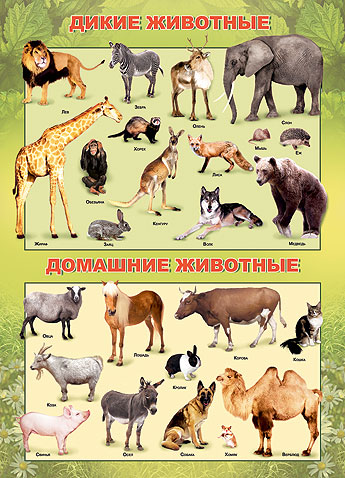 ДИКИЕ ЖИВОТНЫЕ
Лев
Зебра
Олень
Слон
Хорек
Мышь
Еж
Обезьяна
Лиса
Кенгуру
Жираф
Заяц
Волк
Медведь
ДОМАШНИЕ ЖИВОТНЫЕ
Овца
Лошадь
Корова
Кошка
Кролик
Коза
Свинья
Осел
Собака
Хомяк
Верблюд